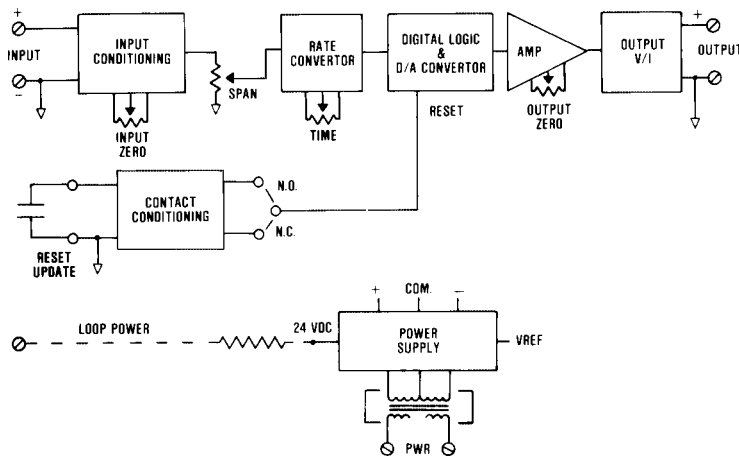 +
INPUT
−
INPUT
CONDITIONING
INPUT
ZERO
SPAN
RATE
CONVERTOR
TIME
DIGITAL LOGIC
&
D/A CONVERTOR
RESET
AMP
OUTPUT
ZERO
OUTPUT
V/I
+
OUTPUT
−
RESET
UPDATE
CONTACT
CONDITIONING
N.O.
N.C.
LOOP POWER
24 VDC
+
COM.
−
POWER
SUPPLY
VREF
PWR